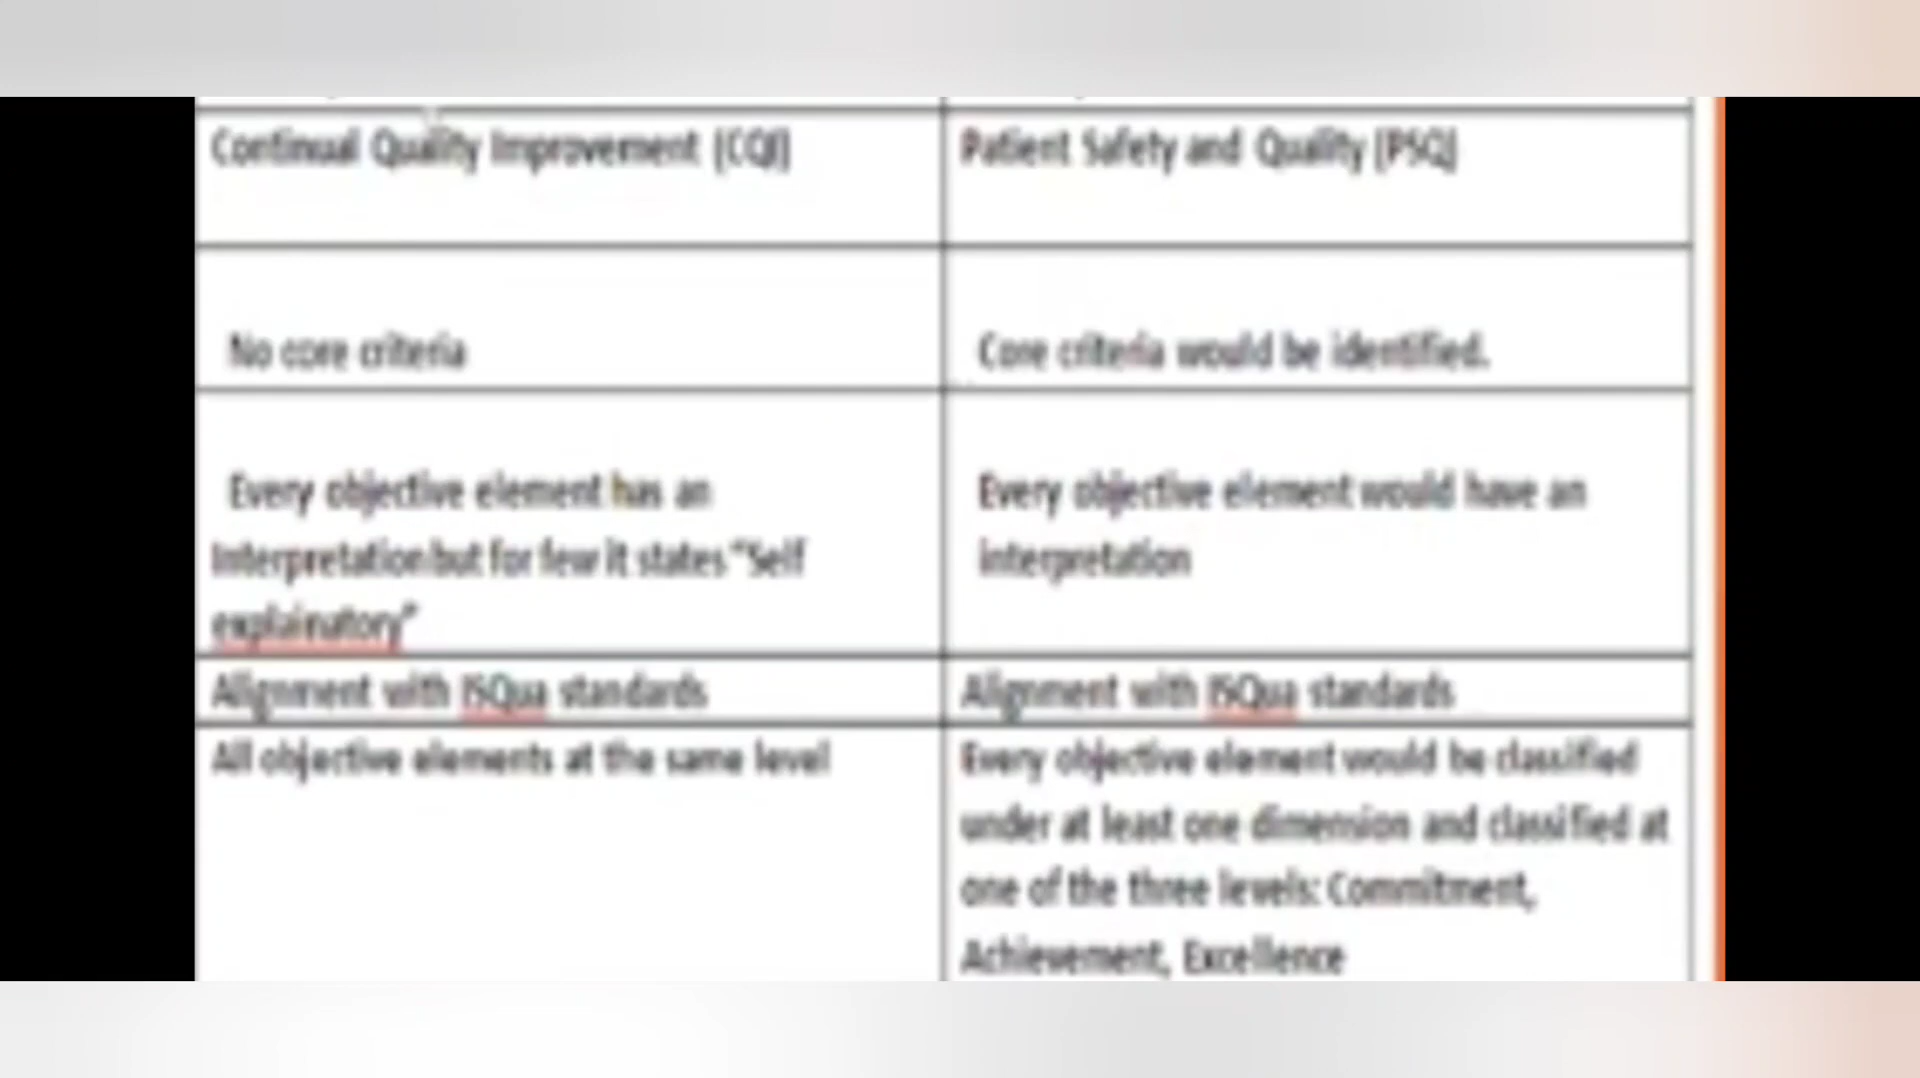 Continual Quality Improvement (CQI)
Patient Safety and Quality (PSQ)
No core criteria
Core criteria would be identified.
Every objective element has an
Interpretation but for few it states "Self
explainatory"
Every objective element would have an
interpretation
Alignment with ISQua standards
Alignment with ISQua standards
All objective elements at the same level
Every objective element would be classified
under at least one dimension and classified at
one of the three levels: Commitment,
Achievement, Excellence